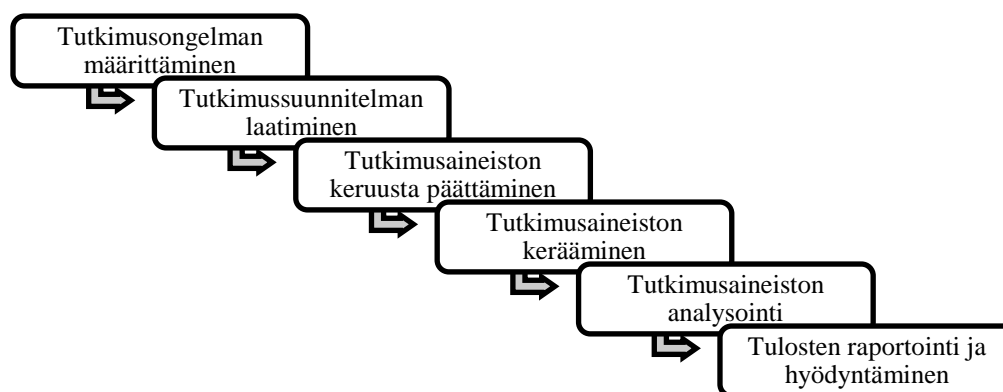 Tutkimusongelman
määrittäminen
Tutkimussuunnitelman
laatiminen
Tutkimusaineiston
keruusta päättäminen
Tutkimusaineiston
kerääminen
Tutkimusaineiston
analysointi
Tulosten raportointi ja
hyödyntäminen